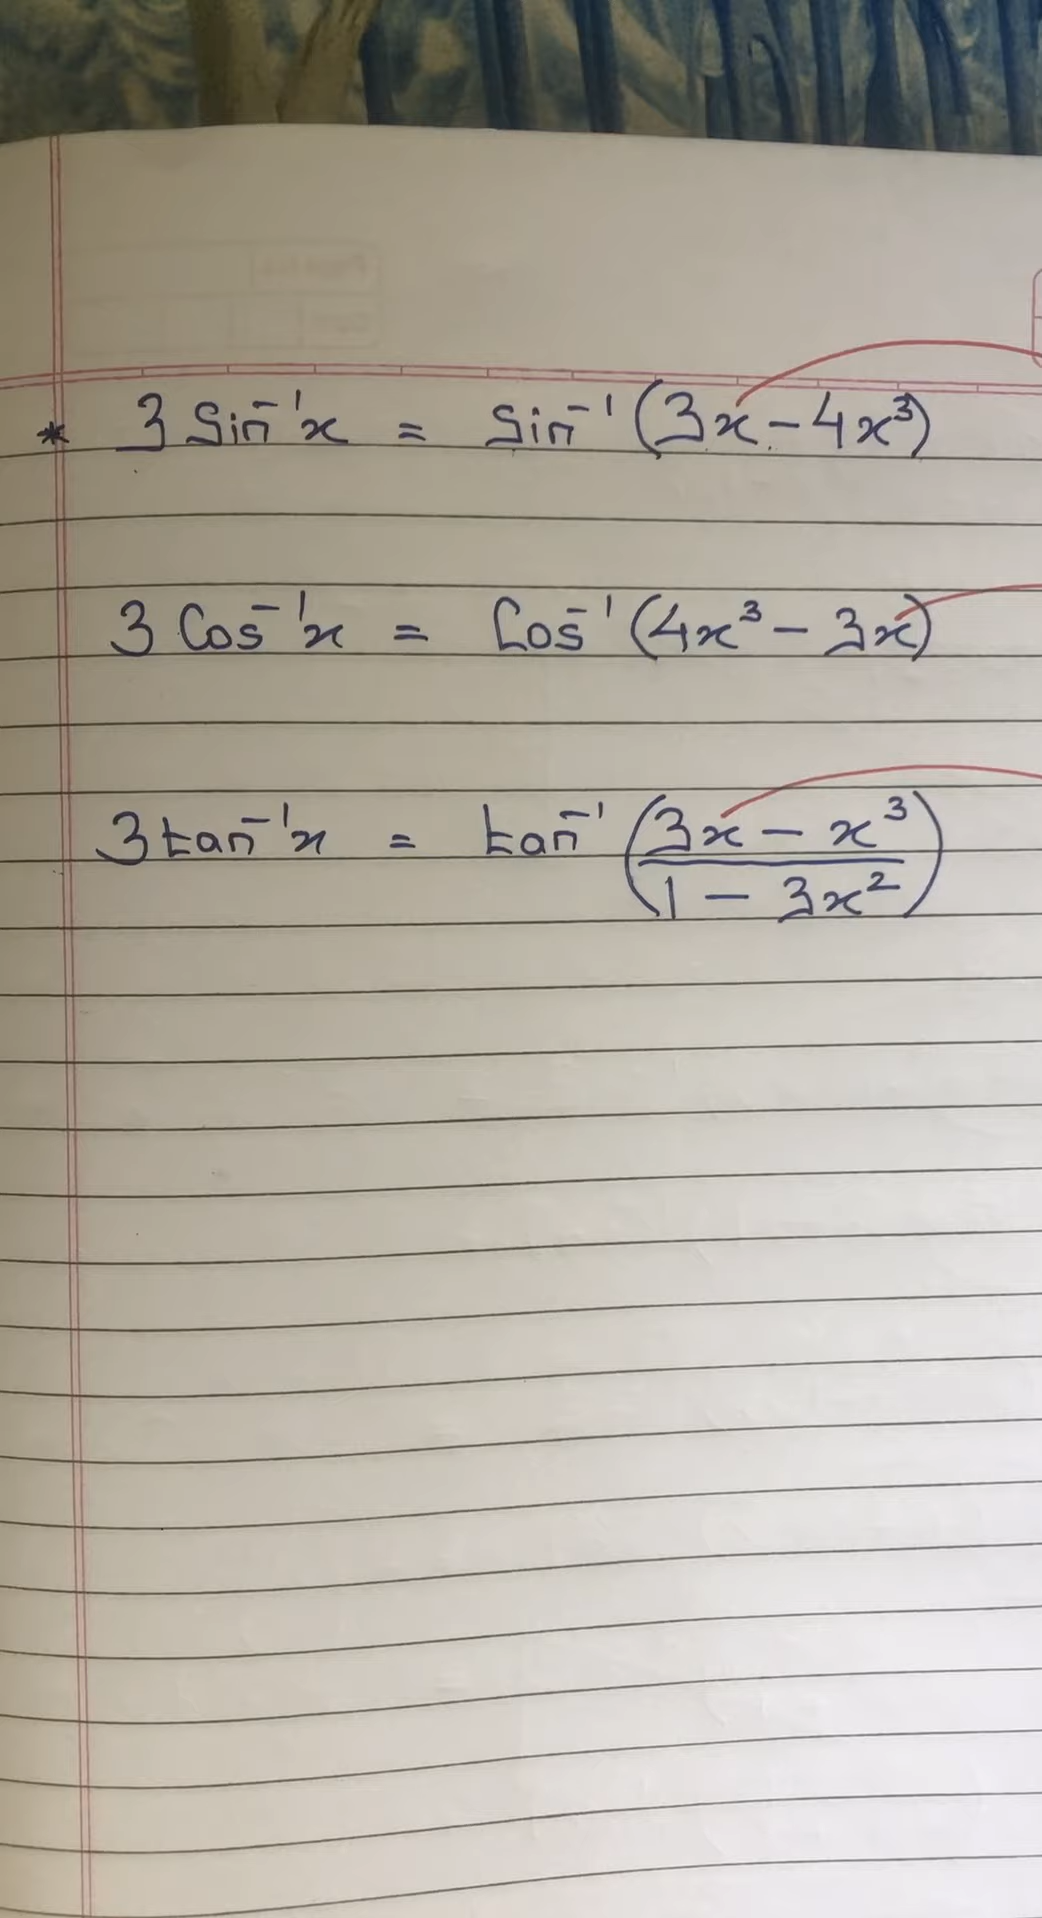 * 3 Sin⁻¹x = Sin⁻¹ (3x - 4x³)
3 Cos⁻¹x = Cos⁻¹ (4x³ - 3x)
3 tan⁻¹x = tan⁻¹ ((3x - x³)/(1 - 3x²))